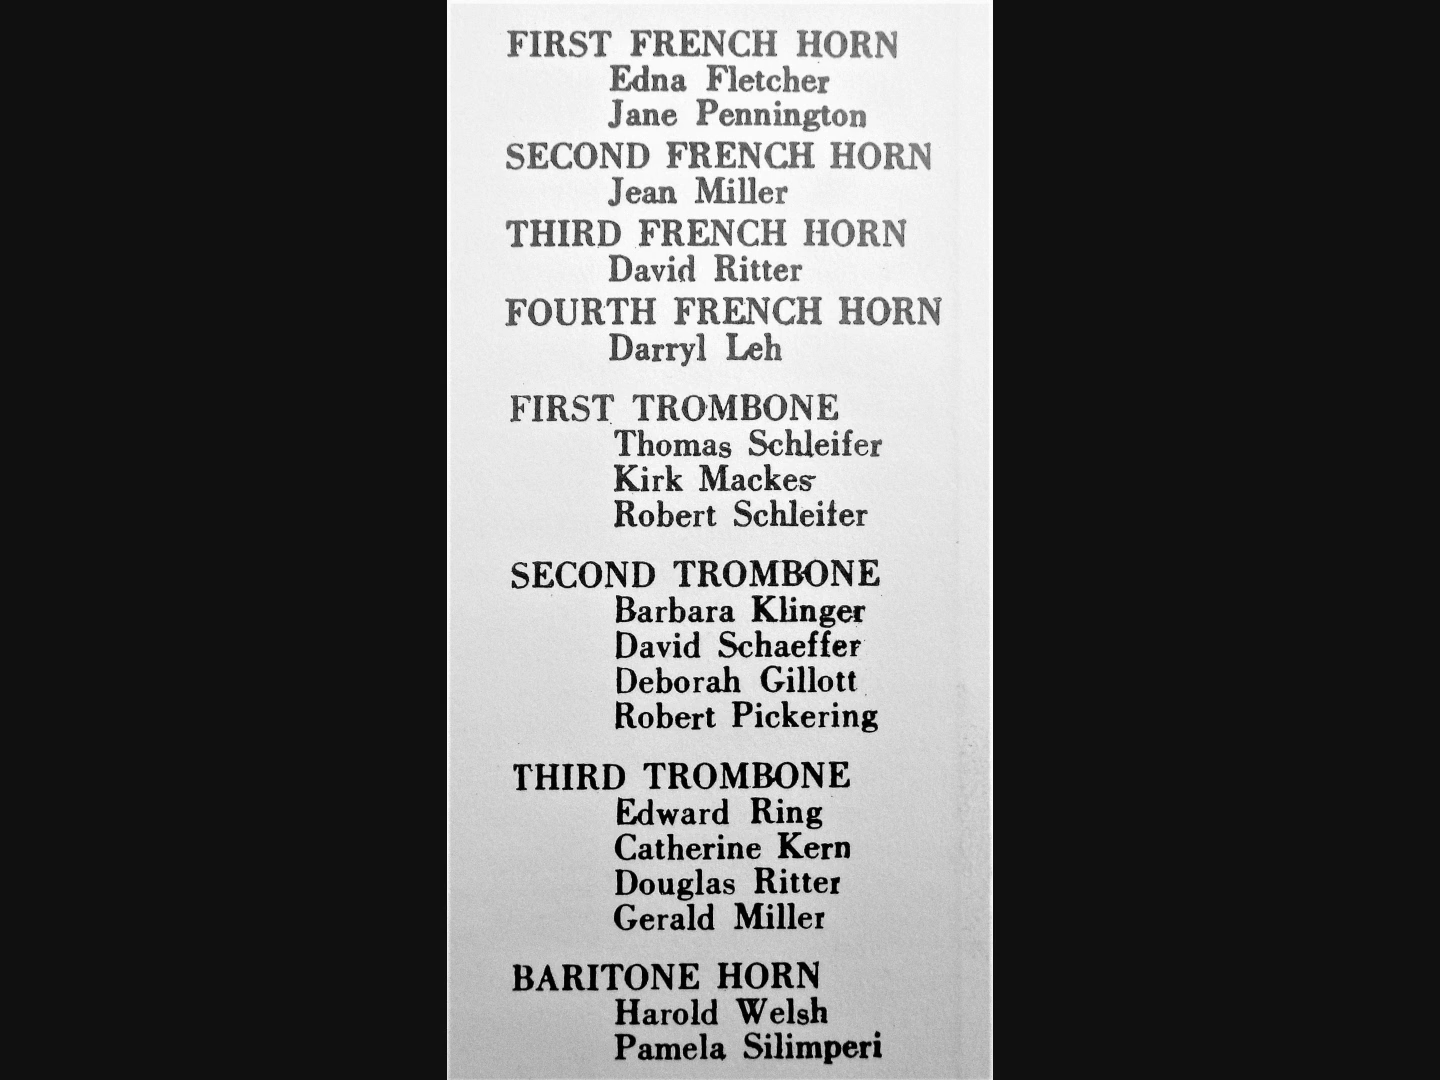 FIRST FRENCH HORN
Edna Fletcher
Jane Pennington
SECOND FRENCH HORN
Jean Miller
THIRD FRENCH HORN
David Ritter
FOURTH FRENCH HORN
Darryl Leh
FIRST TROMBONE
Thomas Schleifer
Kirk Mackes
Robert Schleifer
SECOND TROMBONE
Barbara Klinger
David Schaeffer
Deborah Gillott
Robert Pickering
THIRD TROMBONE
Edward Ring
Catherine Kern
Douglas Ritter
Gerald Miller
BARITONE HORN
Harold Welsh
Pamela Silimperi